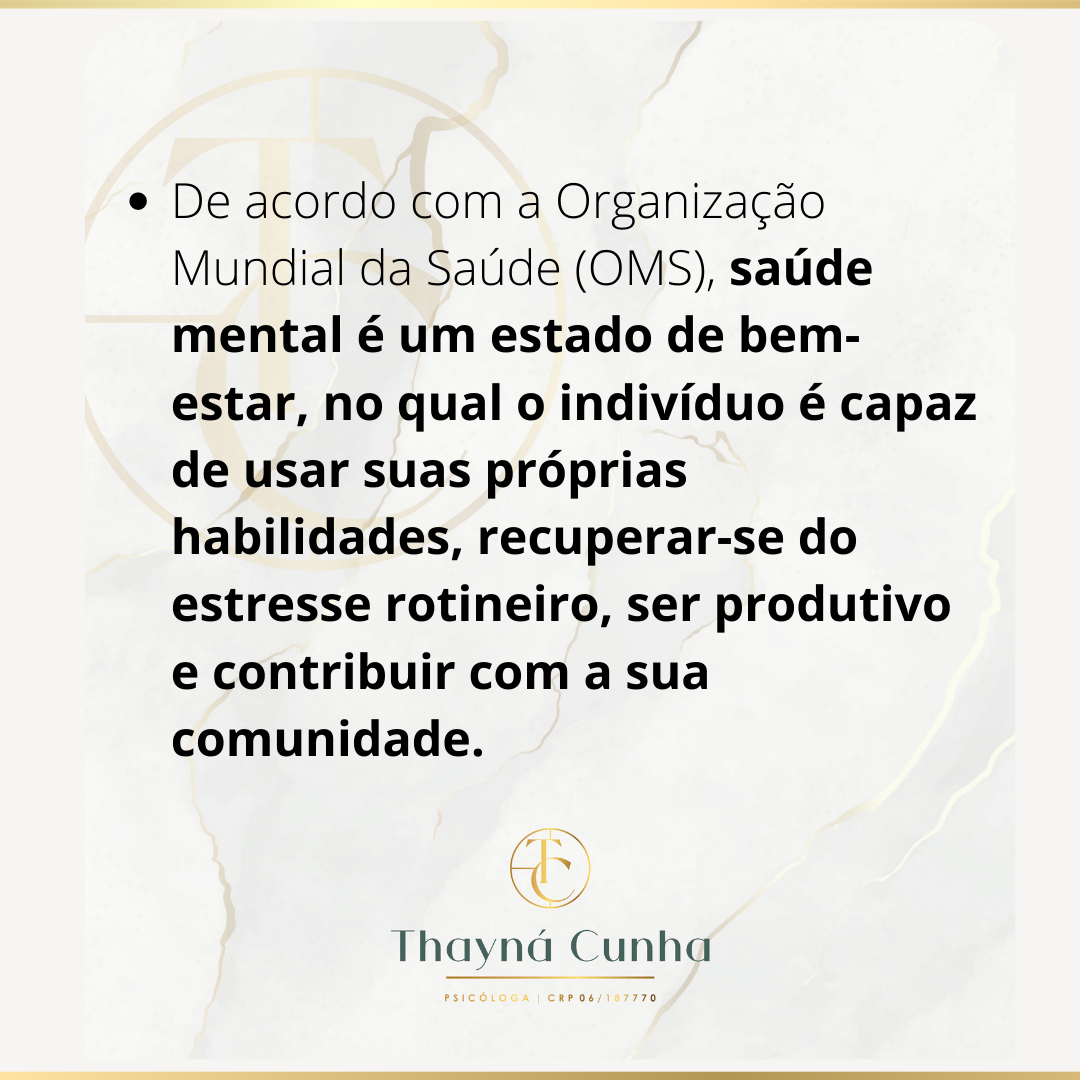 • De acordo com a Organização
Mundial da Saúde (OMS), saúde
mental é um estado de bem-
estar, no qual o indivíduo é capaz
de usar suas próprias
habilidades, recuperar-se do
estresse rotineiro, ser produtivo
e contribuir com a sua
comunidade.
TC
Thayná Cunha
PSICÓLOGA | CRP 06/187770